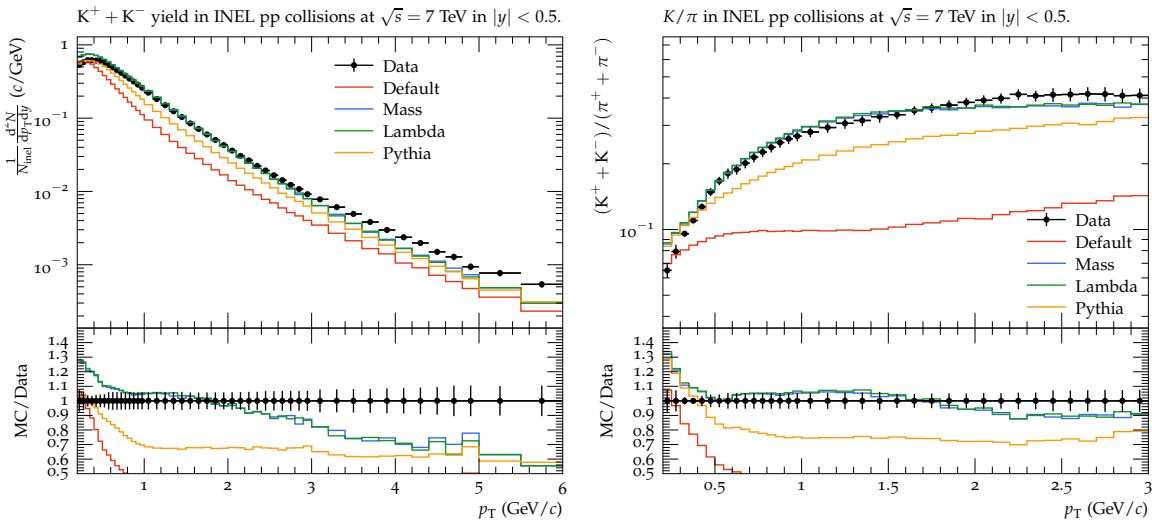 K⁺ + K⁻ yield in INEL pp collisions at √s = 7 TeV in |y| < 0.5.
1/N_inel d²N/dp_Tdy (c/GeV)
1
10⁻¹
10⁻²
10⁻³
Data
Default
Mass
Lambda
Pythia
MC/Data
1.4
1.3
1.2
1.1
1
0.9
0.8
0.7
0.6
0.5
1 2 3 4 5 6
p_T (GeV/c)
K/π in INEL pp collisions at √s = 7 TeV in |y| < 0.5.
(K⁺ + K⁻)/(π⁺ + π⁻)
10⁻¹
Data
Default
Mass
Lambda
Pythia
MC/Data
1.4
1.3
1.2
1.1
1
0.9
0.8
0.7
0.6
0.5
0.5 1 1.5 2 2.5 3
p_T (GeV/c)